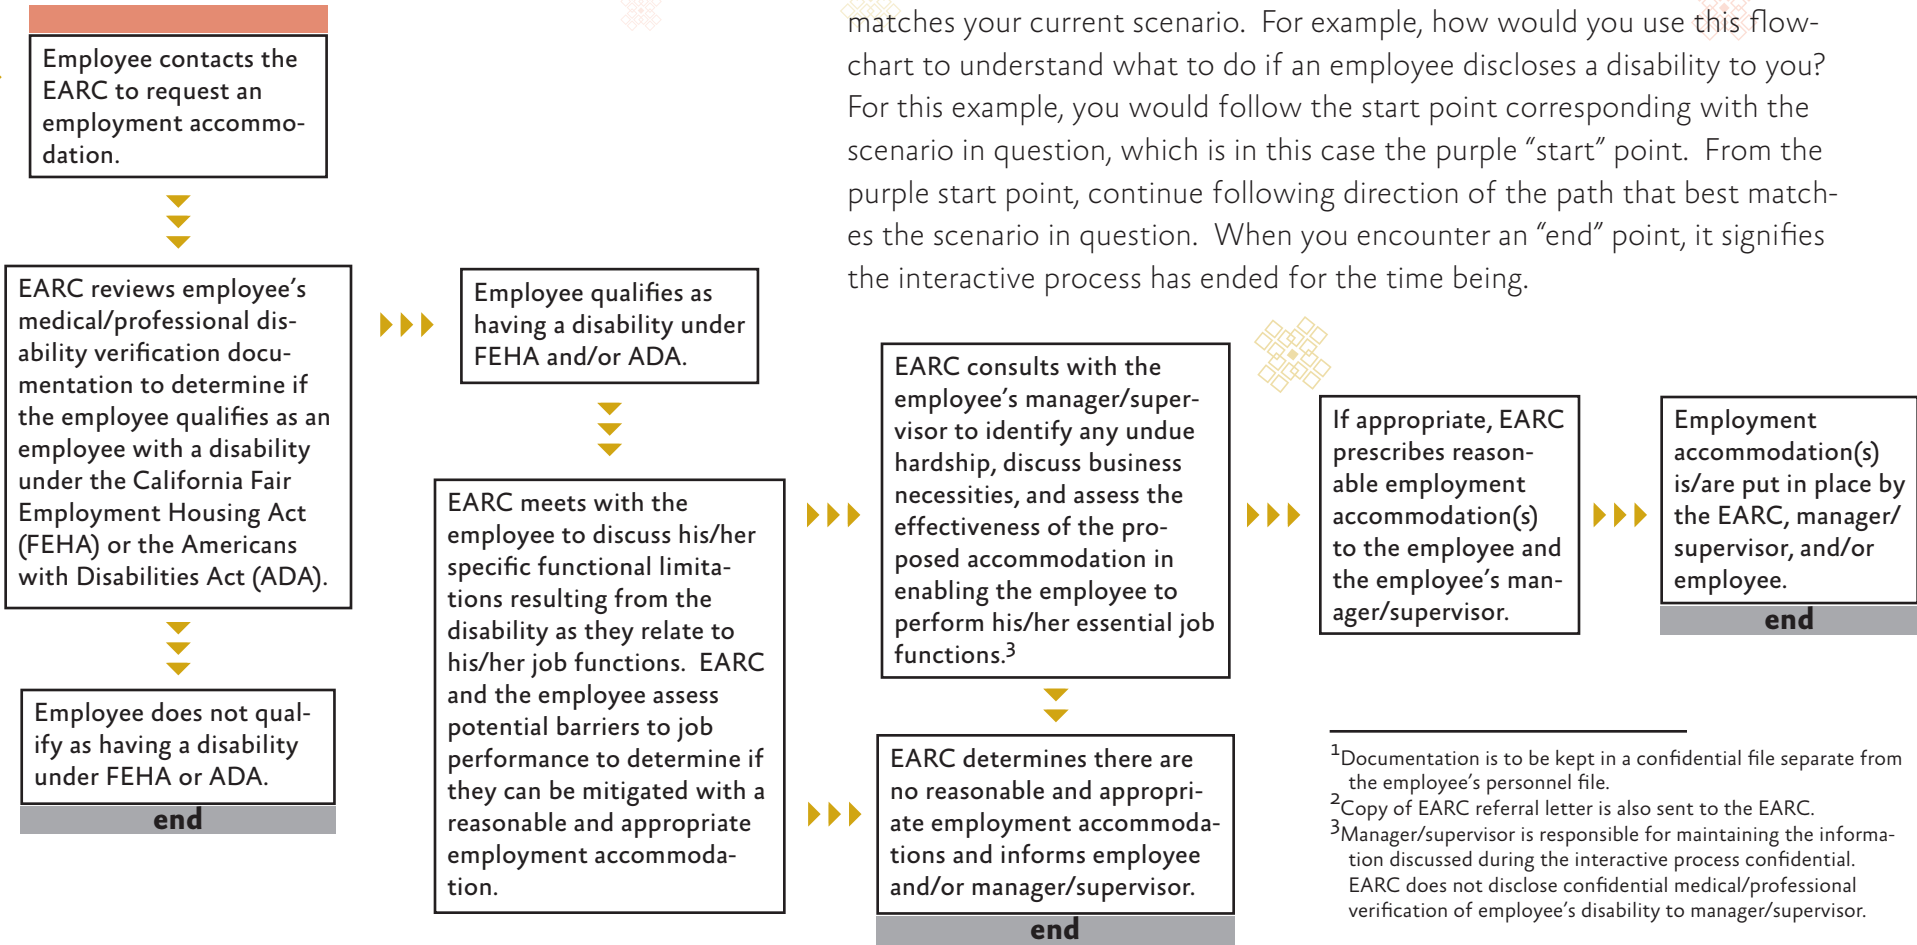 matches your current scenario.  For example, how would you use this flow-
chart to understand what to do if an employee discloses a disability to you?
For this example, you would follow the start point corresponding with the
scenario in question, which is in this case the purple “start” point.  From the
purple start point, continue following direction of the path that best match-
es the scenario in question.  When you encounter an “end” point, it signifies
the interactive process has ended for the time being.
Employee contacts the
EARC to request an
employment accommo-
dation.
EARC reviews employee’s
medical/professional dis-
ability verification docu-
mentation to determine if
the employee qualifies as an
employee with a disability
under the California Fair
Employment Housing Act
(FEHA) or the Americans
with Disabilities Act (ADA).
Employee does not qual-
ify as having a disability
under FEHA or ADA.
end
Employee qualifies as
having a disability under
FEHA and/or ADA.
EARC meets with the
employee to discuss his/her
specific functional limita-
tions resulting from the
disability as they relate to
his/her job functions.  EARC
and the employee assess
potential barriers to job
performance to determine if
they can be mitigated with a
reasonable and appropriate
employment accommoda-
tion.
EARC consults with the
employee’s manager/super-
visor to identify any undue
hardship, discuss business
necessities, and assess the
effectiveness of the pro-
posed accommodation in
enabling the employee to
perform his/her essential job
functions.3
EARC determines there are
no reasonable and appropri-
ate employment accommoda-
tions and informs employee
and/or manager/supervisor.
end
If appropriate, EARC
prescribes reason-
able employment
accommodation(s)
to the employee and
the employee’s man-
ager/supervisor.
Employment
accommodation(s)
is/are put in place by
the EARC, manager/
supervisor, and/or
employee.
end
1Documentation is to be kept in a confidential file separate from
the employee’s personnel file.
2Copy of EARC referral letter is also sent to the EARC.
3Manager/supervisor is responsible for maintaining the informa-
tion discussed during the interactive process confidential.
EARC does not disclose confidential medical/professional
verification of employee’s disability to manager/supervisor.